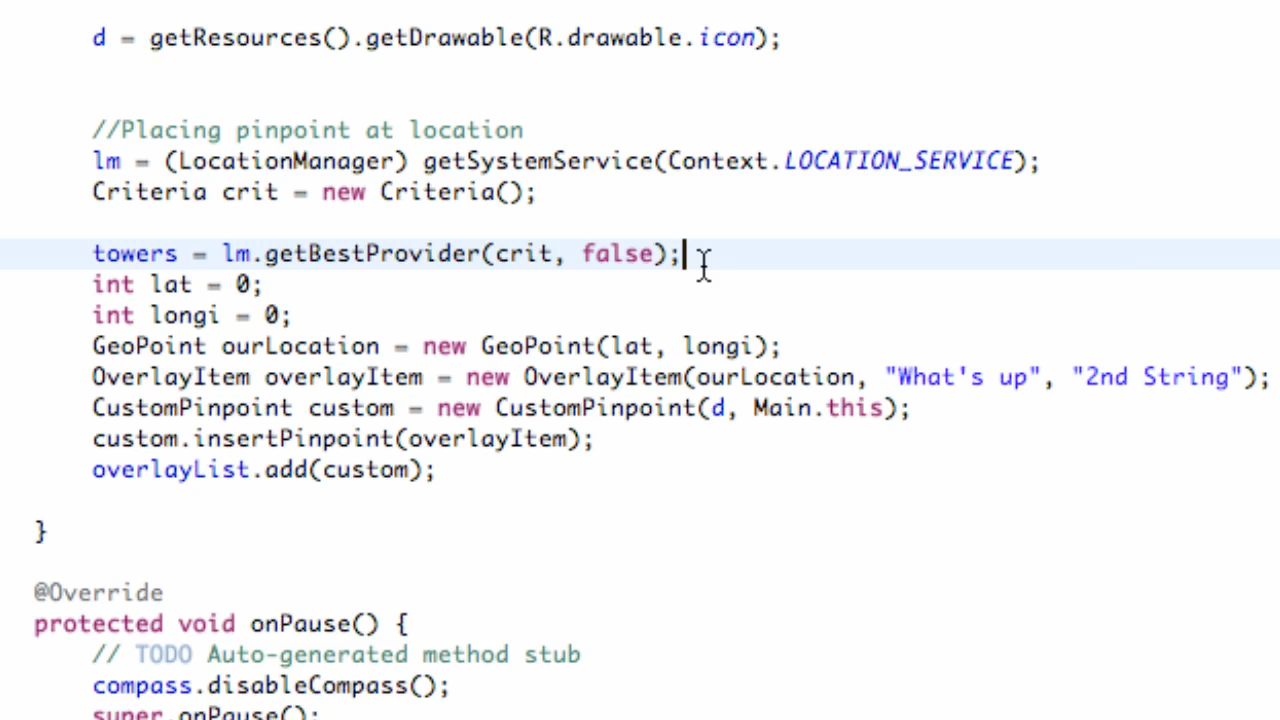 d = getResources().getDrawable(R.drawable.icon);
//Placing pinpoint at location
lm = (LocationManager) getSystemService(Context.LOCATION_SERVICE);
Criteria crit = new Criteria();
towers = lm.getBestProvider(crit, false);
int lat = 0;
int longi = 0;
GeoPoint ourLocation = new GeoPoint(lat, longi);
OverlayItem overlayItem = new OverlayItem(ourLocation, "What's up", "2nd String");
CustomPinpoint custom = new CustomPinpoint(d, Main.this);
custom.insertPinpoint(overlayItem);
overlayList.add(custom);
}
@Override
protected void onPause() {
// TODO Auto-generated method stub
compass.disableCompass();
super.onPause();